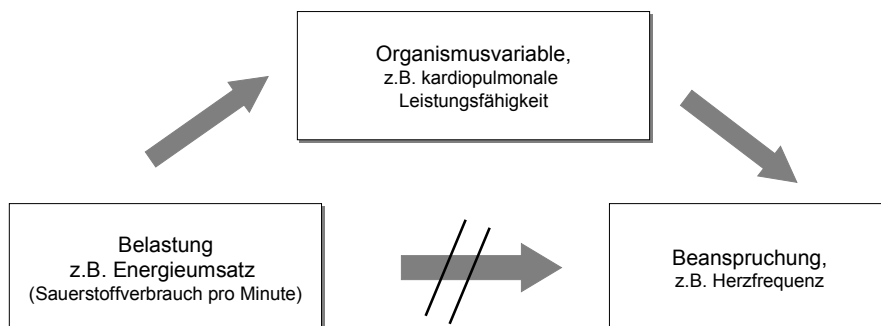 Organismusvariable,
z.B. kardiopulmonale
Leistungsfähigkeit
Belastung
z.B. Energieumsatz
(Sauerstoffverbrauch pro Minute)
Beanspruchung,
z.B. Herzfrequenz